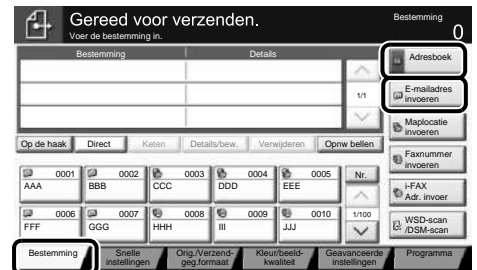 Gereed voor verzenden.
Voer de bestemming in.
Bestemming
0
Bestemming Details
1/1
Op de haak Direct Keten Details/bew. Verwijderen Opnw bellen
0001 AAA
0002 BBB
0003 CCC
0004 DDD
0005 EEE
Nr.
0006 FFF
0007 GGG
0008 HHH
0009 III
0010 JJJ
1/100
Adresboek
E-mailadres
invoeren
Maplocatie
invoeren
Faxnummer
invoeren
i-FAX
Adr. invoer
WSD-scan
/DSM-scan
Bestemming
Snelle
instellingen
Orig./Verzend-
geg.formaat
Kleur/beeld-
kwaliteit
Geavanceerde
instellingen
Programma